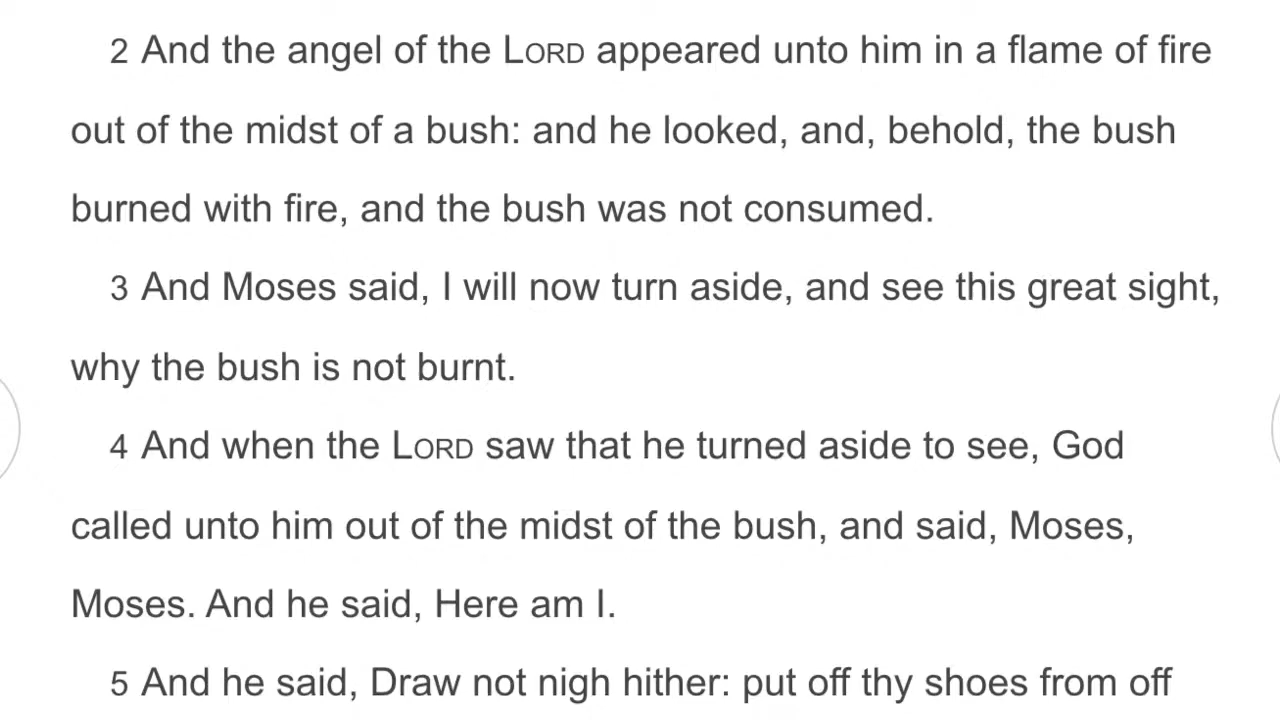 2 And the angel of the LORD appeared unto him in a flame of fire
out of the midst of a bush: and he looked, and, behold, the bush
burned with fire, and the bush was not consumed.
3 And Moses said, I will now turn aside, and see this great sight,
why the bush is not burnt.
4 And when the LORD saw that he turned aside to see, God
called unto him out of the midst of the bush, and said, Moses,
Moses. And he said, Here am I.
5 And he said, Draw not nigh hither: put off thy shoes from off